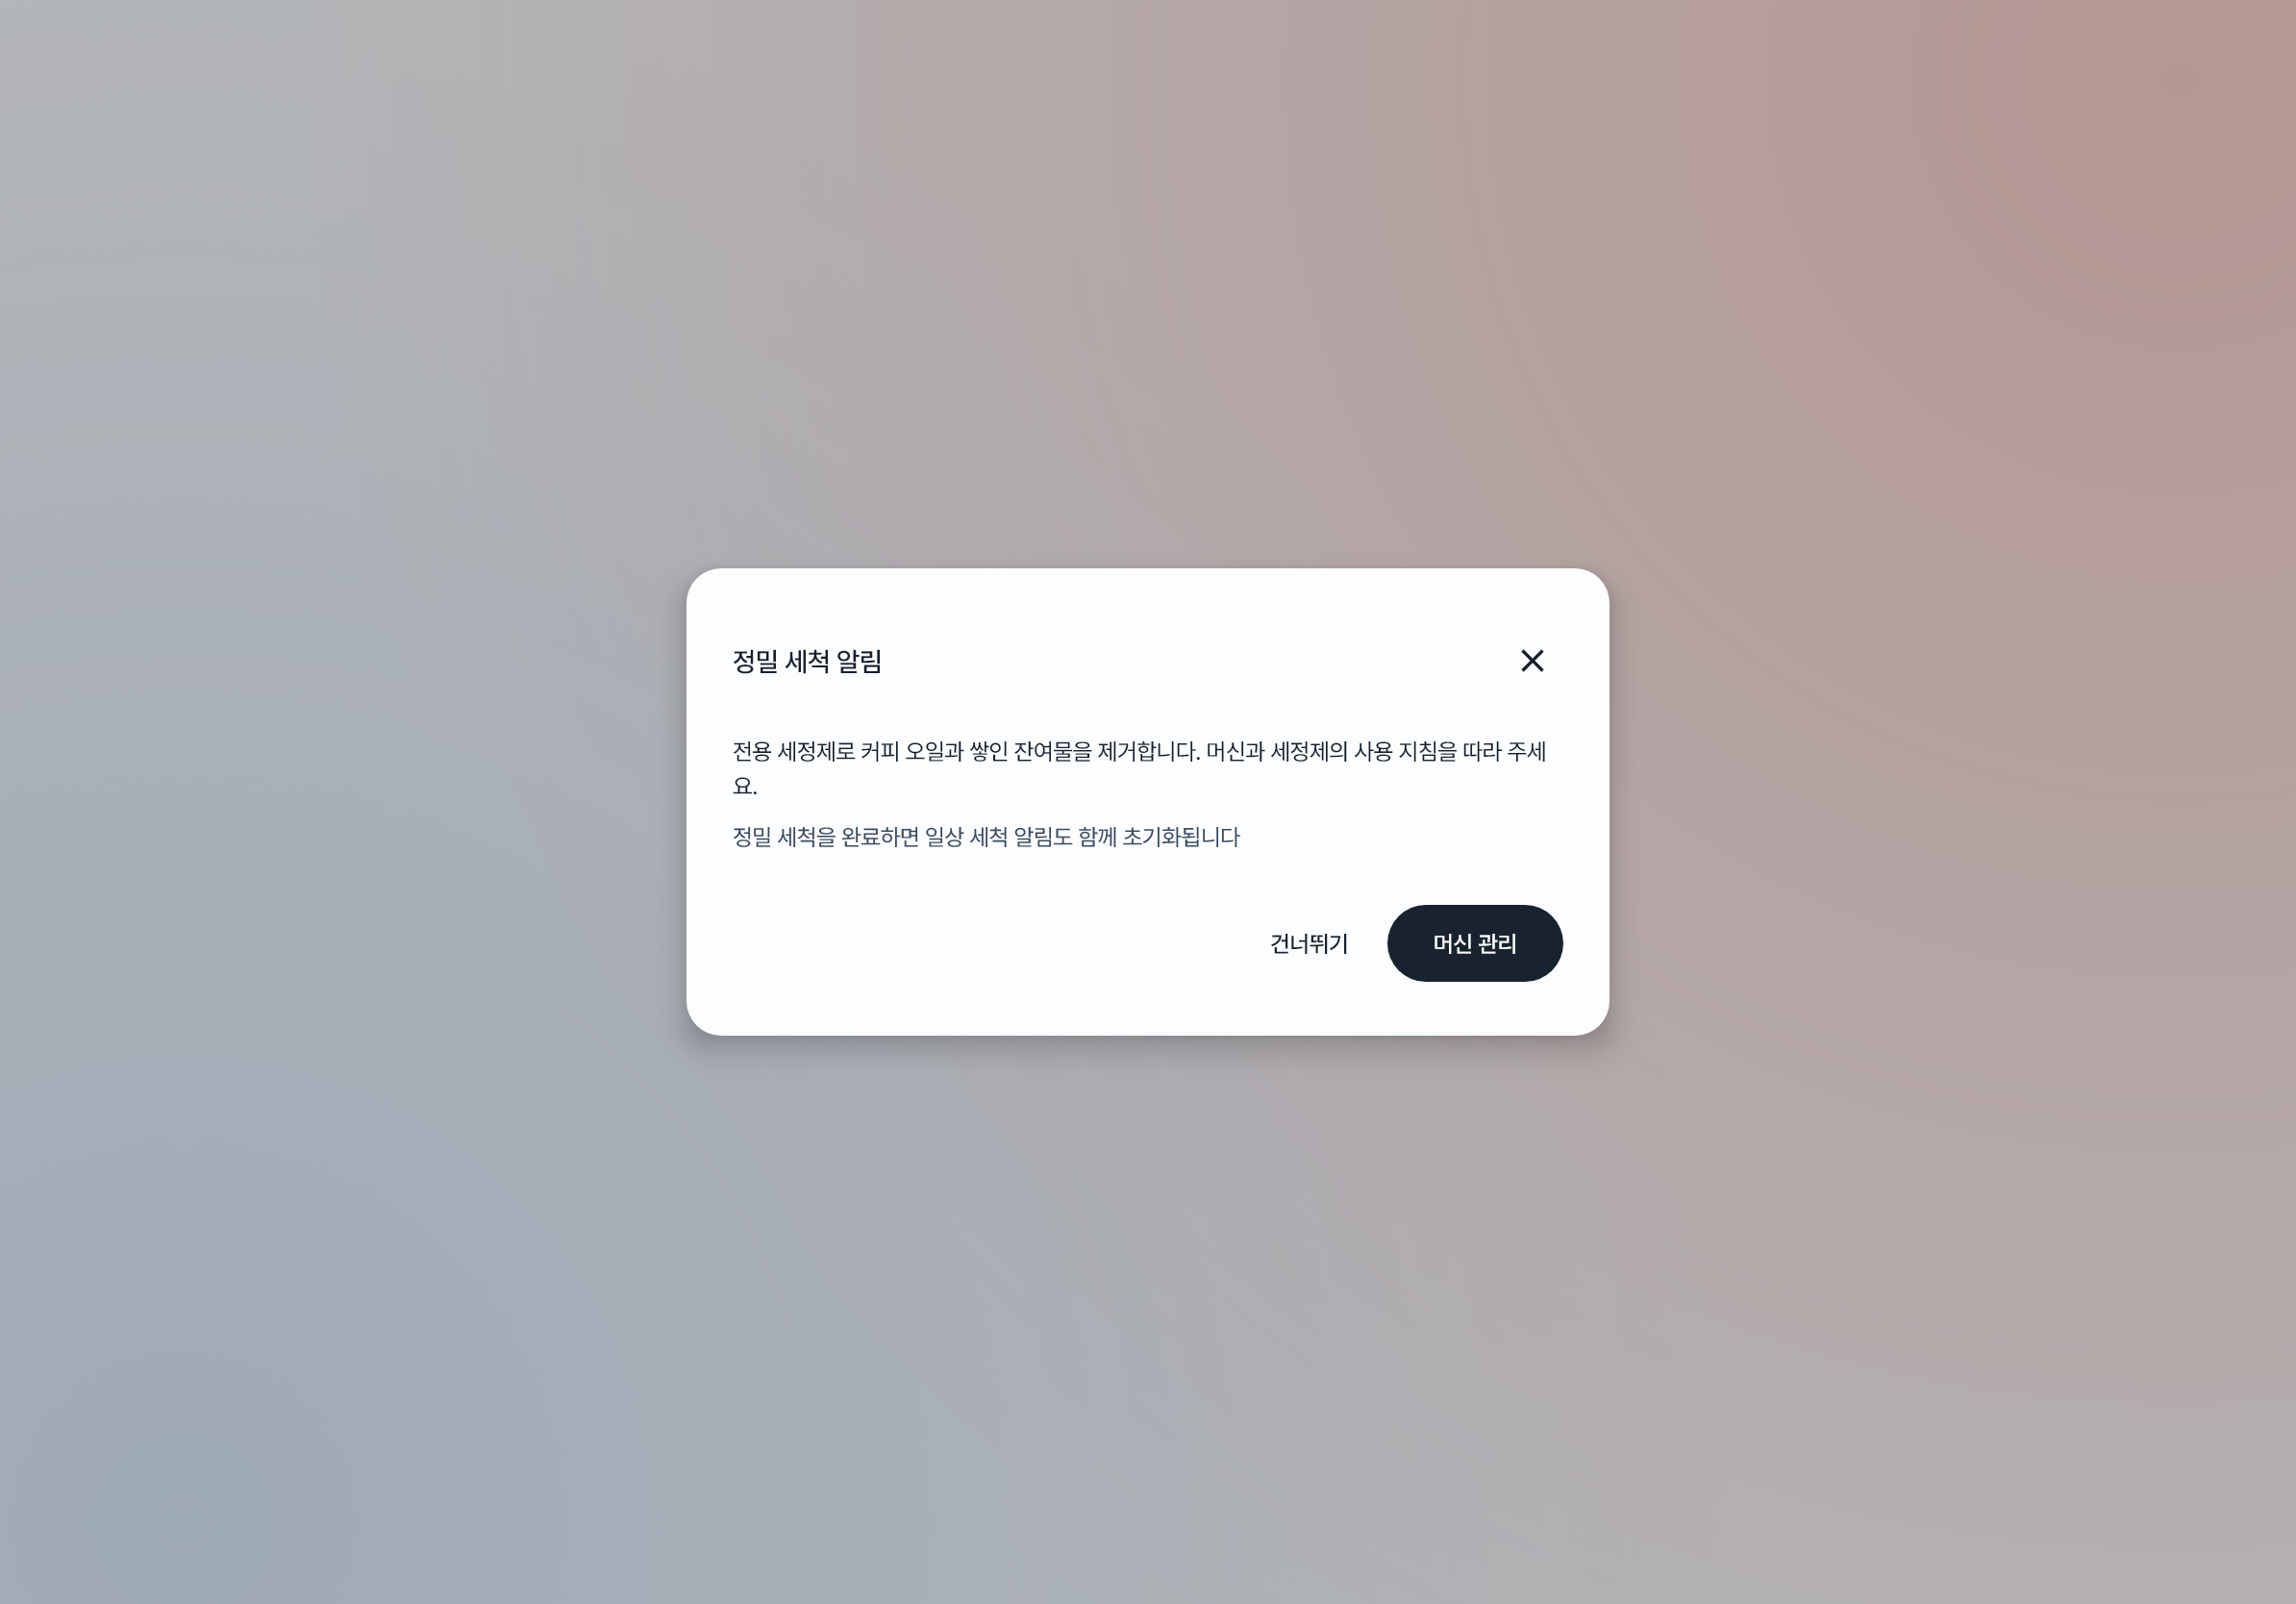 정밀 세척 알림
전용 세정제로 커피 오일과 쌓인 잔여물을 제거합니다. 머신과 세정제의 사용 지침을 따라 주세
요.
정밀 세척을 완료하면 일상 세척 알림도 함께 초기화됩니다
건너뛰기
머신 관리